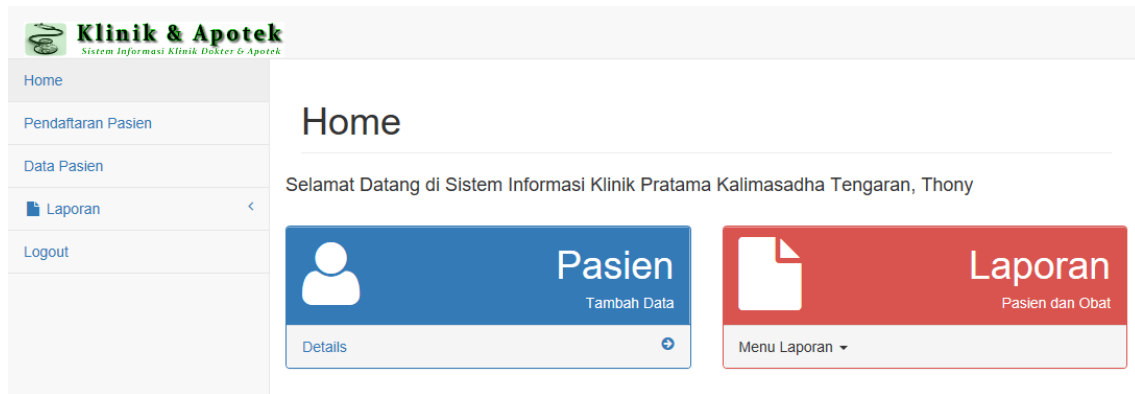 Klinik & Apotek
Sistem Informasi Klinik Dokter & Apotek
Home
Pendaftaran Pasien
Data Pasien
Laporan
Logout
Home
Selamat Datang di Sistem Informasi Klinik Pratama Kalimasadha Tengaran, Thony
Pasien
Tambah Data
Details
Laporan
Pasien dan Obat
Menu Laporan